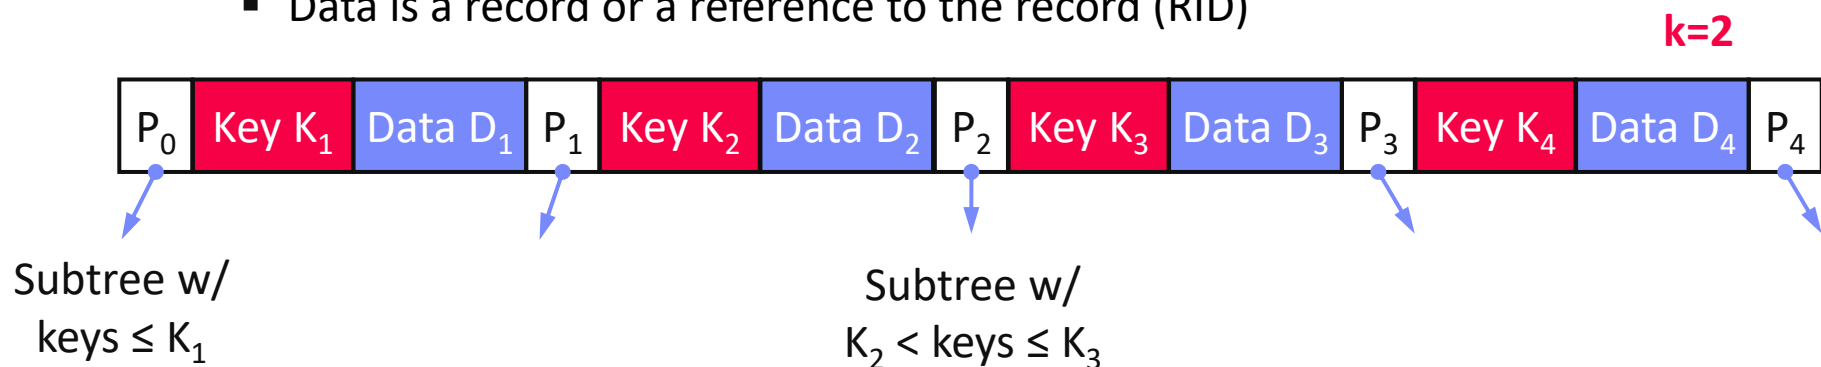 ▪ Data is a record or a reference to the record (RID)
k=2
P₀ Key K₁ Data D₁ P₁ Key K₂ Data D₂ P₂ Key K₃ Data D₃ P₃ Key K₄ Data D₄ P₄
Subtree w/
keys ≤ K₁
Subtree w/
K₂ < keys ≤ K₃